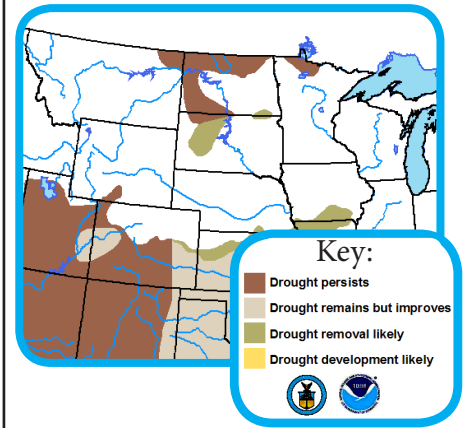 Key:
Drought persists
Drought remains but improves
Drought removal likely
Drought development likely